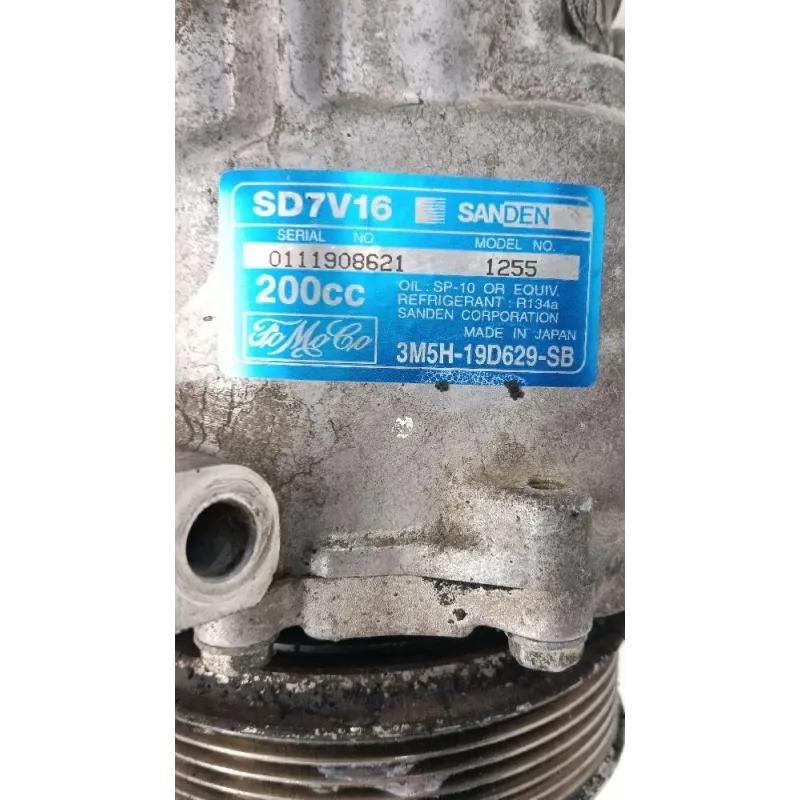 SD7V16 SANDEN
SERIAL NO. MODEL NO.
0111908621 1255
200cc OIL : SP-10 OR EQUIV.
REFRIGERANT : R134a
SANDEN CORPORATION
MADE IN JAPAN
FoMoCo 3M5H-19D629-SB